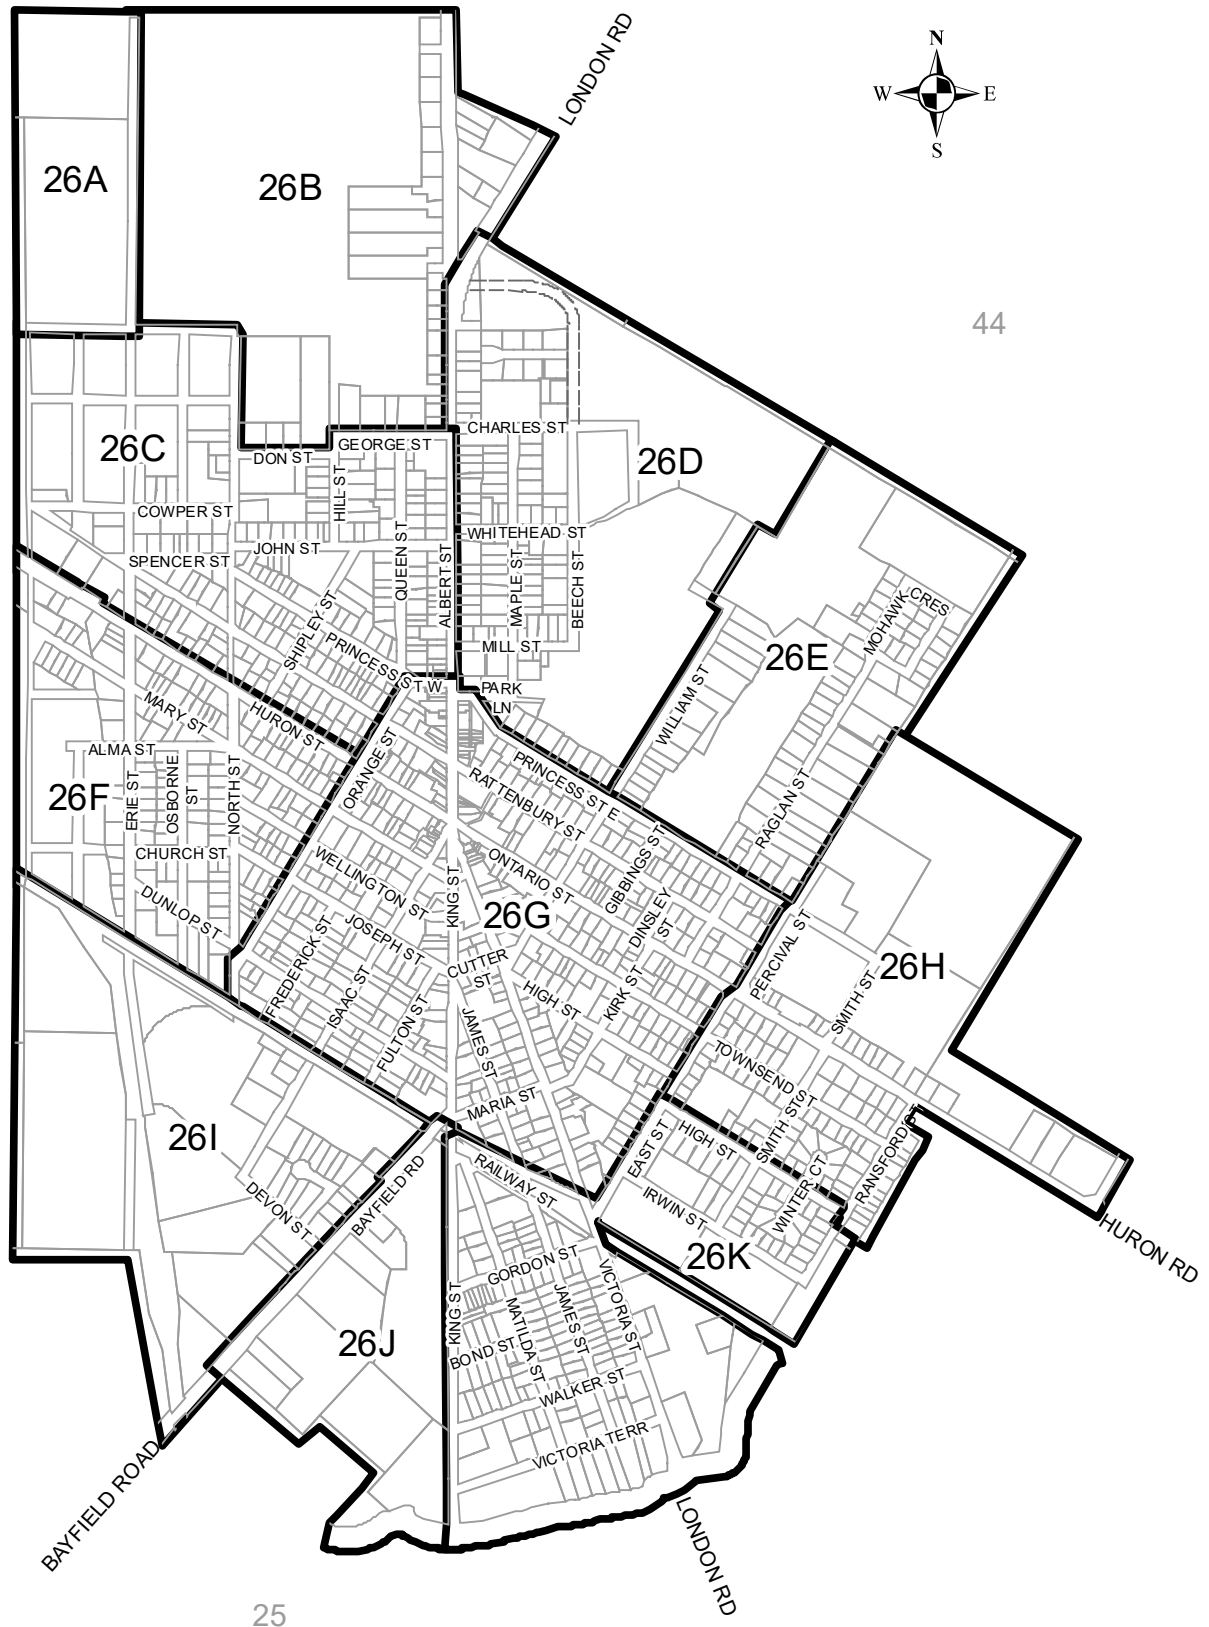 LONDON RD
N
W
E
S
26A
26B
44
26C
CHARLES ST
GEORGE ST
DON ST
26D
HILL ST
COWPER ST
QUEEN ST
WHITEHEAD ST
JOHN ST
SPENCER ST
ALBERT ST
MAPLE ST
BEECH ST
MOHAWK CRES
SHIPLEY ST
PRINCESS ST W
MILL ST
26E
PARK
LN
WILLIAM ST
MARY ST
HURON ST
ALMA ST
ORANGE ST
26F
ERIE ST
OSBORNE
ST
NORTH ST
RATTENBURY ST
PRINCESS ST E
RAGLAN ST
CHURCH ST
WELLINGTON ST
ONTARIO ST
GIBBINGS ST
DUNLOP ST
KING ST
26G
DINSLEY
ST
JOSEPH ST
FREDERICK ST
PERCIVAL ST
26H
CUTTER
ST
ISAAC ST
HIGH ST
KIRK ST
SMITH ST
FULTON ST
JAMES ST
TOWNSEND ST
MARIA ST
26I
EAST ST
HIGH ST
SMITH ST
RANSFORD ST
BAYFIELD RD
RAILWAY ST
WINTER CT
DEVON ST
IRWIN ST
HURON RD
26K
GORDON ST
VICTORIA ST
KING ST
26J
MATILDA ST
JAMES ST
BOND ST
WALKER ST
VICTORIA TERR
BAYFIELD ROAD
LONDON RD
25